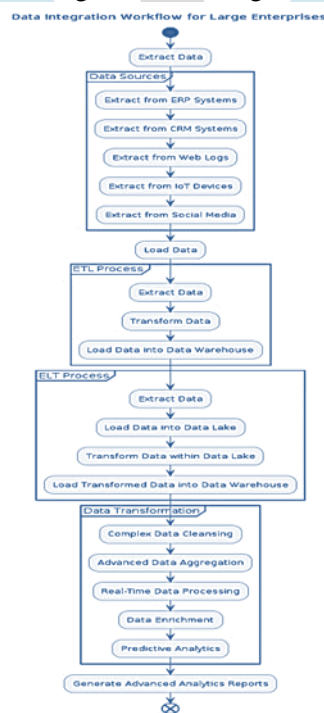 Data Integration Workflow for Large Enterprises
Extract Data
Data Sources
Extract from ERP Systems
Extract from CRM Systems
Extract from Web Logs
Extract from IoT Devices
Extract from Social Media
Load Data
ETL Process
Extract Data
Transform Data
Load Data into Data Warehouse
ELT Process
Extract Data
Load Data into Data Lake
Transform Data within Data Lake
Load Transformed Data into Data Warehouse
Data Transformation
Complex Data Cleansing
Advanced Data Aggregation
Real-Time Data Processing
Data Enrichment
Predictive Analytics
Generate Advanced Analytics Reports